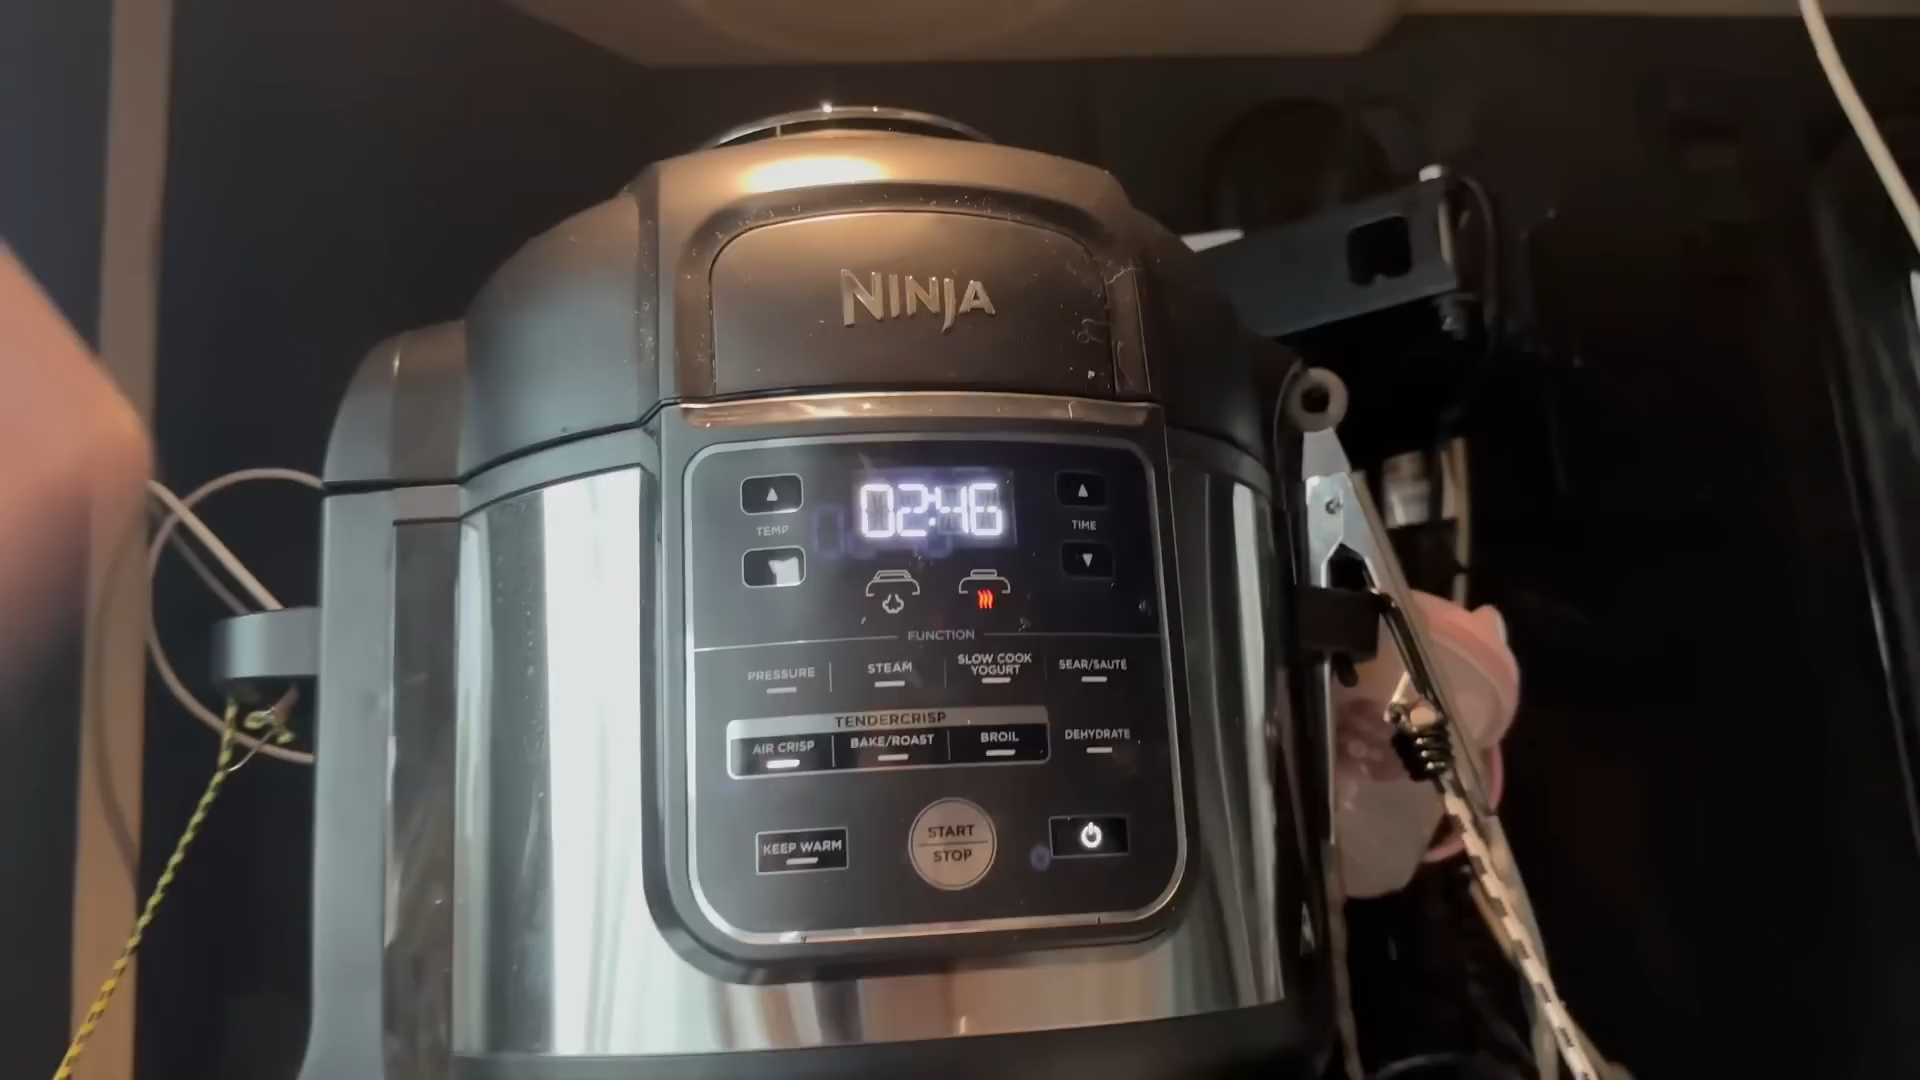 NINJA
02:46
TEMP
TIME
FUNCTION
PRESSURE
STEAM
SLOW COOK
YOGURT
SEAR/SAUTÉ
TENDERCRISP
AIR CRISP
BAKE/ROAST
BROIL
DEHYDRATE
KEEP WARM
START
STOP